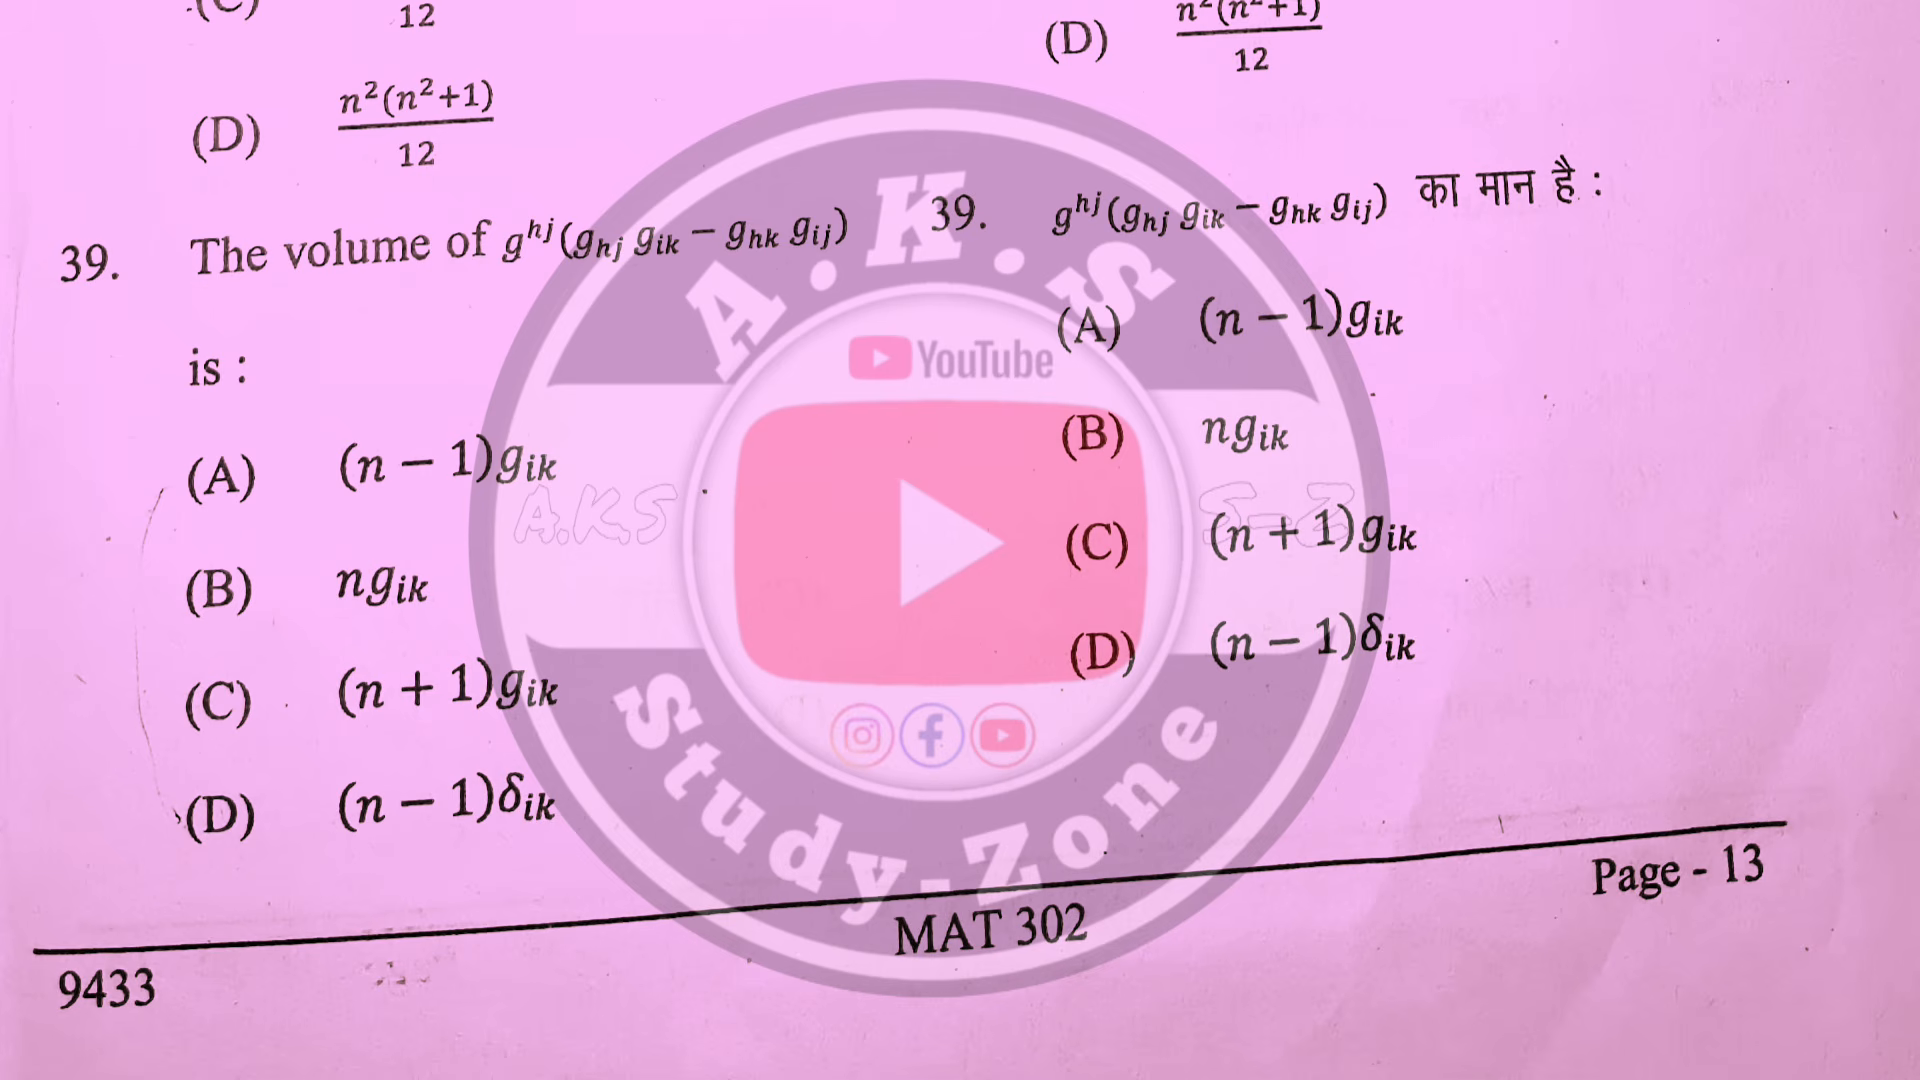 (C) 12
(D) n²(n²+1)
12
(D) n²(n²+1)
12
39. The volume of g^{hj}(g_{hj} g_{ik} − g_{hk} g_{ij})
is :
(A) (n − 1)g_{ik}
(B) ng_{ik}
(C) (n + 1)g_{ik}
(D) (n − 1)δ_{ik}
39. g^{hj}(g_{hj} g_{ik} − g_{hk} g_{ij}) का मान है :
(A) (n − 1)g_{ik}
(B) ng_{ik}
(C) (n + 1)g_{ik}
(D) (n − 1)δ_{ik}
A.K.S
YouTube
A.K.S S-Z
Study-Zone
9433 MAT 302 Page - 13